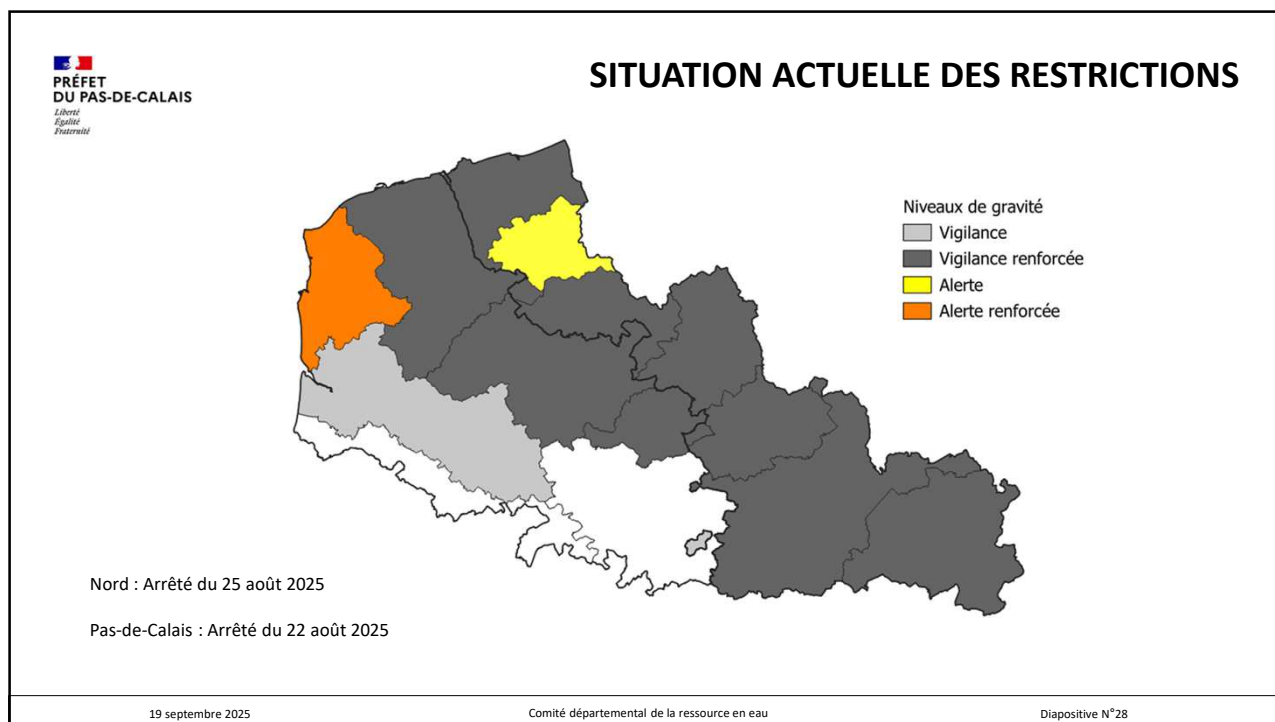 PRÉFET
DU PAS-DE-CALAIS
Liberté
Égalité
Fraternité
SITUATION ACTUELLE DES RESTRICTIONS
Niveaux de gravité
Vigilance
Vigilance renforcée
Alerte
Alerte renforcée
Nord : Arrêté du 25 août 2025
Pas-de-Calais : Arrêté du 22 août 2025
19 septembre 2025
Comité départemental de la ressource en eau
Diapositive N°28